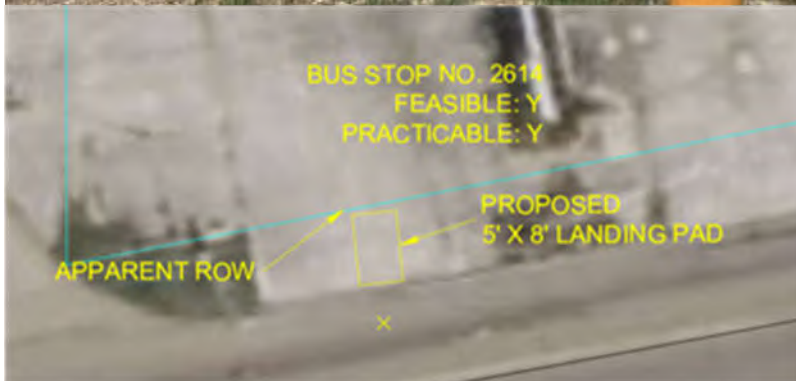 BUS STOP NO. 2614
FEASIBLE: Y
PRACTICABLE: Y
PROPOSED
5' X 8' LANDING PAD
APPARENT ROW